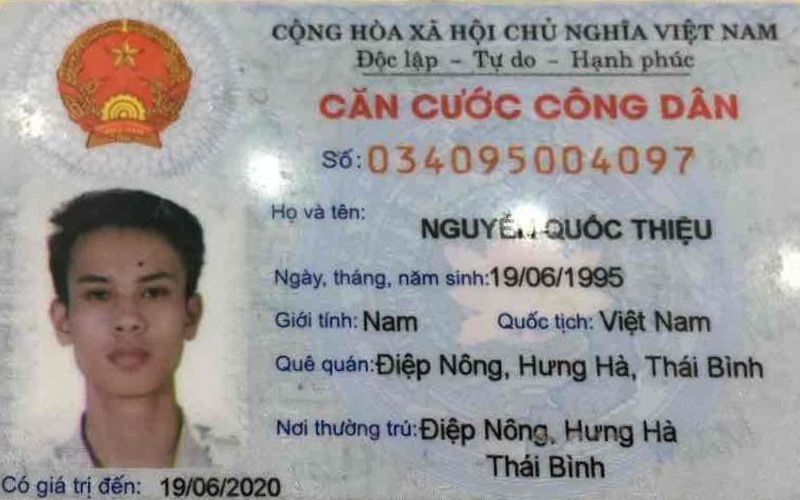 CỘNG HÒA XÃ HỘI CHỦ NGHĨA VIỆT NAM
Độc lập - Tự do - Hạnh phúc
CĂN CƯỚC CÔNG DÂN
Số: 034095004097
Họ và tên: NGUYỄN QUỐC THIỆU
Ngày, tháng, năm sinh: 19/06/1995
Giới tính: Nam Quốc tịch: Việt Nam
Quê quán: Điệp Nông, Hưng Hà, Thái Bình
Nơi thường trú: Điệp Nông, Hưng Hà
Thái Bình
Có giá trị đến: 19/06/2020